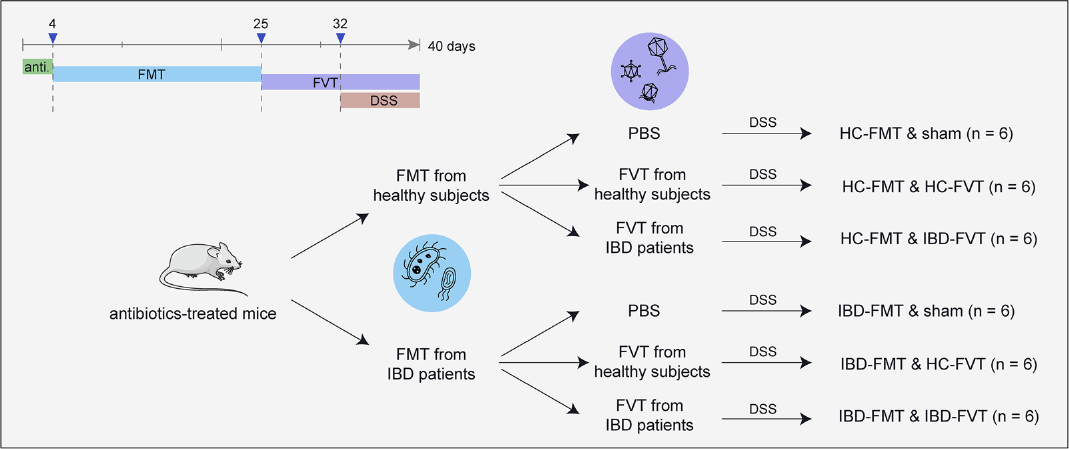 4 25 32
40 days
anti. FMT
FVT
DSS
PBS DSS HC-FMT & sham (n = 6)
FMT from
healthy subjects
FVT from
healthy subjects
DSS HC-FMT & HC-FVT (n = 6)
FVT from
IBD patients
DSS HC-FMT & IBD-FVT (n = 6)
antibiotics-treated mice
PBS DSS IBD-FMT & sham (n = 6)
FMT from
IBD patients
FVT from
healthy subjects
DSS IBD-FMT & HC-FVT (n = 6)
FVT from
IBD patients
DSS IBD-FMT & IBD-FVT (n = 6)